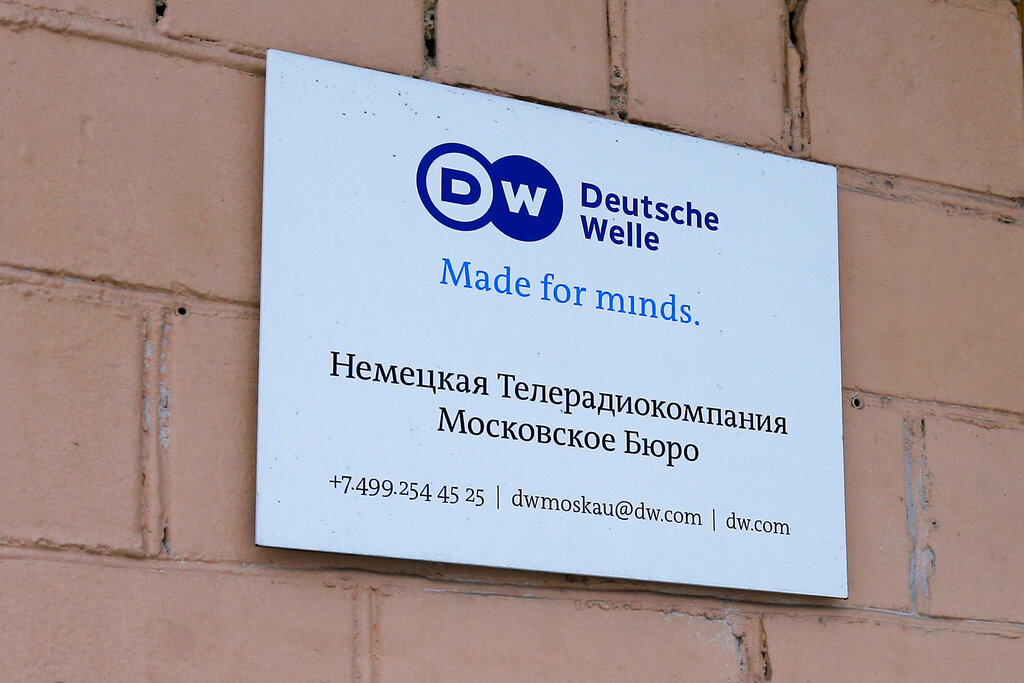 DW Deutsche
Welle
Made for minds.
Немецкая Телерадиокомпания
Московское Бюро
+7.499.254 45 25 | dwmoskau@dw.com | dw.com